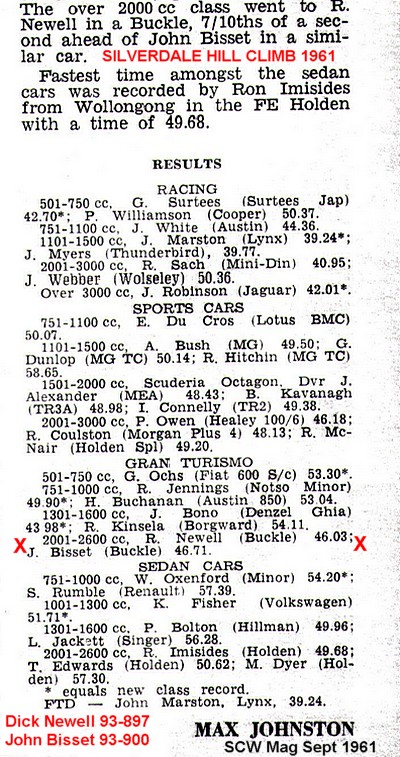 The over 2000 cc class went to R.
Newell in a Buckle, 7/10ths of a sec-
ond ahead of John Bisset in a simi-
lar car. SILVERDALE HILL CLIMB 1961
Fastest time amongst the sedan
cars was recorded by Ron Imisides
from Wollongong in the FE Holden
with a time of 49.68.
RESULTS
RACING
501-750 cc, G. Surtees (Surtees Jap)
42.70*; P. Williamson (Cooper) 50.37.
751-1100 cc, J. White (Austin) 44.36.
1101-1500 cc, J. Marston (Lynx) 39.24*;
J. Myers (Thunderbird), 39.77.
2001-3000 cc, R. Sach (Mini-Din) 40.95;
J. Webber (Wolseley) 50.36.
Over 3000 cc, J. Robinson (Jaguar) 42.01*.
SPORTS CARS
751-1100 cc, E. Du Cros (Lotus BMC)
50.07.
1101-1500 cc, A. Bush (MG) 49.50; G.
Dunlop (MG TC) 50.14; R. Hitchin (MG TC)
58.65.
1501-2000 cc, Scuderia Octagon. Dvr J.
Alexander (MEA) 48.43; B. Kavanagh
(TR3A) 48.98; I. Connelly (TR2) 49.38.
2001-3000 cc, P. Owen (Healey 100/6) 46.18;
R. Coulston (Morgan Plus 4) 48.13; R. Mc-
Nair (Holden Spl) 49.20.
GRAN TURISMO
501-750 cc, G. Ochs (Fiat 600 S/c) 53.30*.
751-1000 cc, R. Jennings (Notso Minor)
49.90*; H. Buchanan (Austin 850) 53.04.
1301-1600 cc, J. Bono (Denzel Ghia)
43 98*; R. Kinsela (Borgward) 54.11.
2001-2600 cc, R. Newell (Buckle) 46.03;
X J. Bisset (Buckle) 46.71. X
SEDAN CARS
751-1000 cc, W. Oxenford (Minor) 54.20*;
S. Rumble (Renault) 57.39.
1001-1300 cc, K. Fisher (Volkswagen)
51.71*.
1301-1600 cc, P. Bolton (Hillman) 49.96;
L. Jackett (Singer) 56.28.
2001-2600 cc, R. Imisides (Holden) 49.68;
T. Edwards (Holden) 50.62; M. Dyer (Hol-
den) 57.30.
* equals new class record.
FTD — John Marston, Lynx, 39.24.
Dick Newell 93-897
John Bisset 93-900
MAX JOHNSTON
SCW Mag Sept 1961